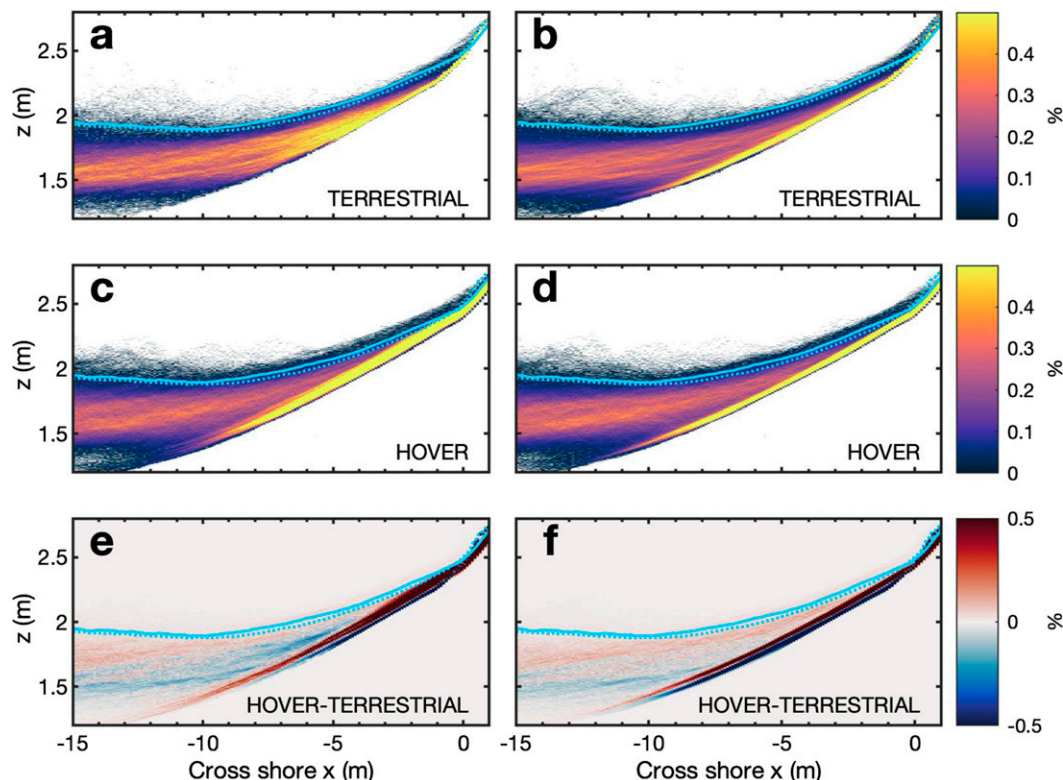 a
b
2.5
2
1.5
z (m)
TERRESTRIAL
TERRESTRIAL
0.4
0.3
0.2
0.1
0
%
c
d
2.5
2
1.5
z (m)
HOVER
HOVER
0.4
0.3
0.2
0.1
0
%
e
f
2.5
2
1.5
z (m)
HOVER-TERRESTRIAL
HOVER-TERRESTRIAL
0.5
0
-0.5
%
-15 -10 -5 0
-15 -10 -5 0
Cross shore x (m)
Cross shore x (m)